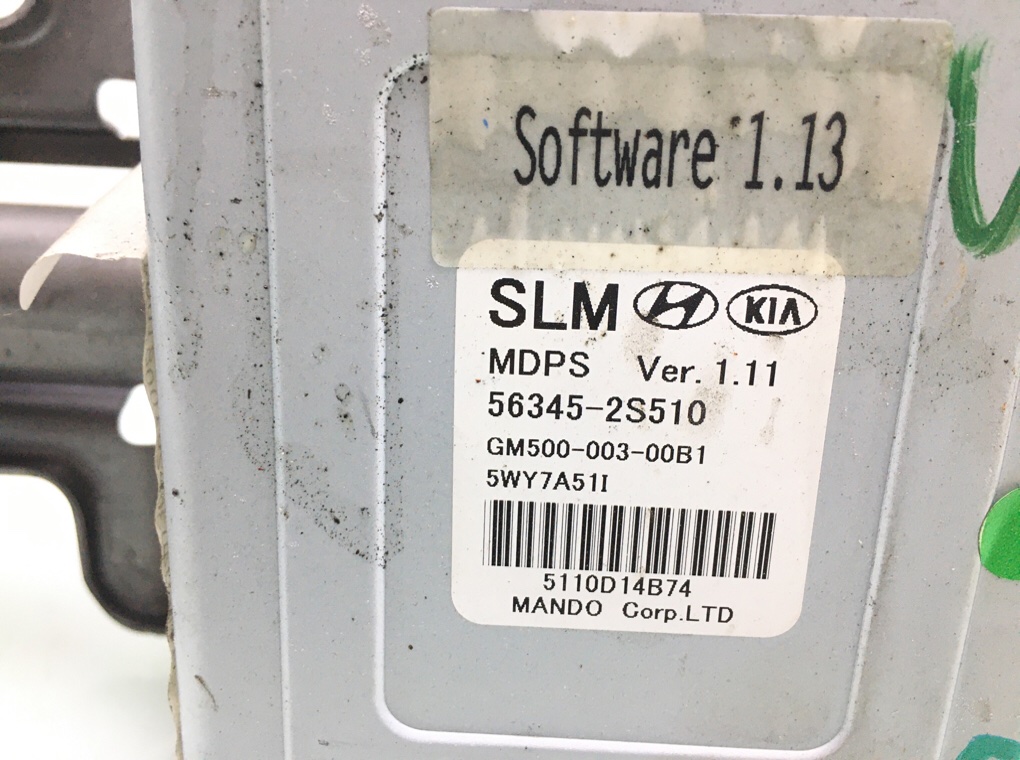 Software 1.13
SLM H KIA
MDPS Ver. 1.11
56345-2S510
GM500-003-00B1
5WY7A51I
5110D14B74
MANDO Corp.LTD